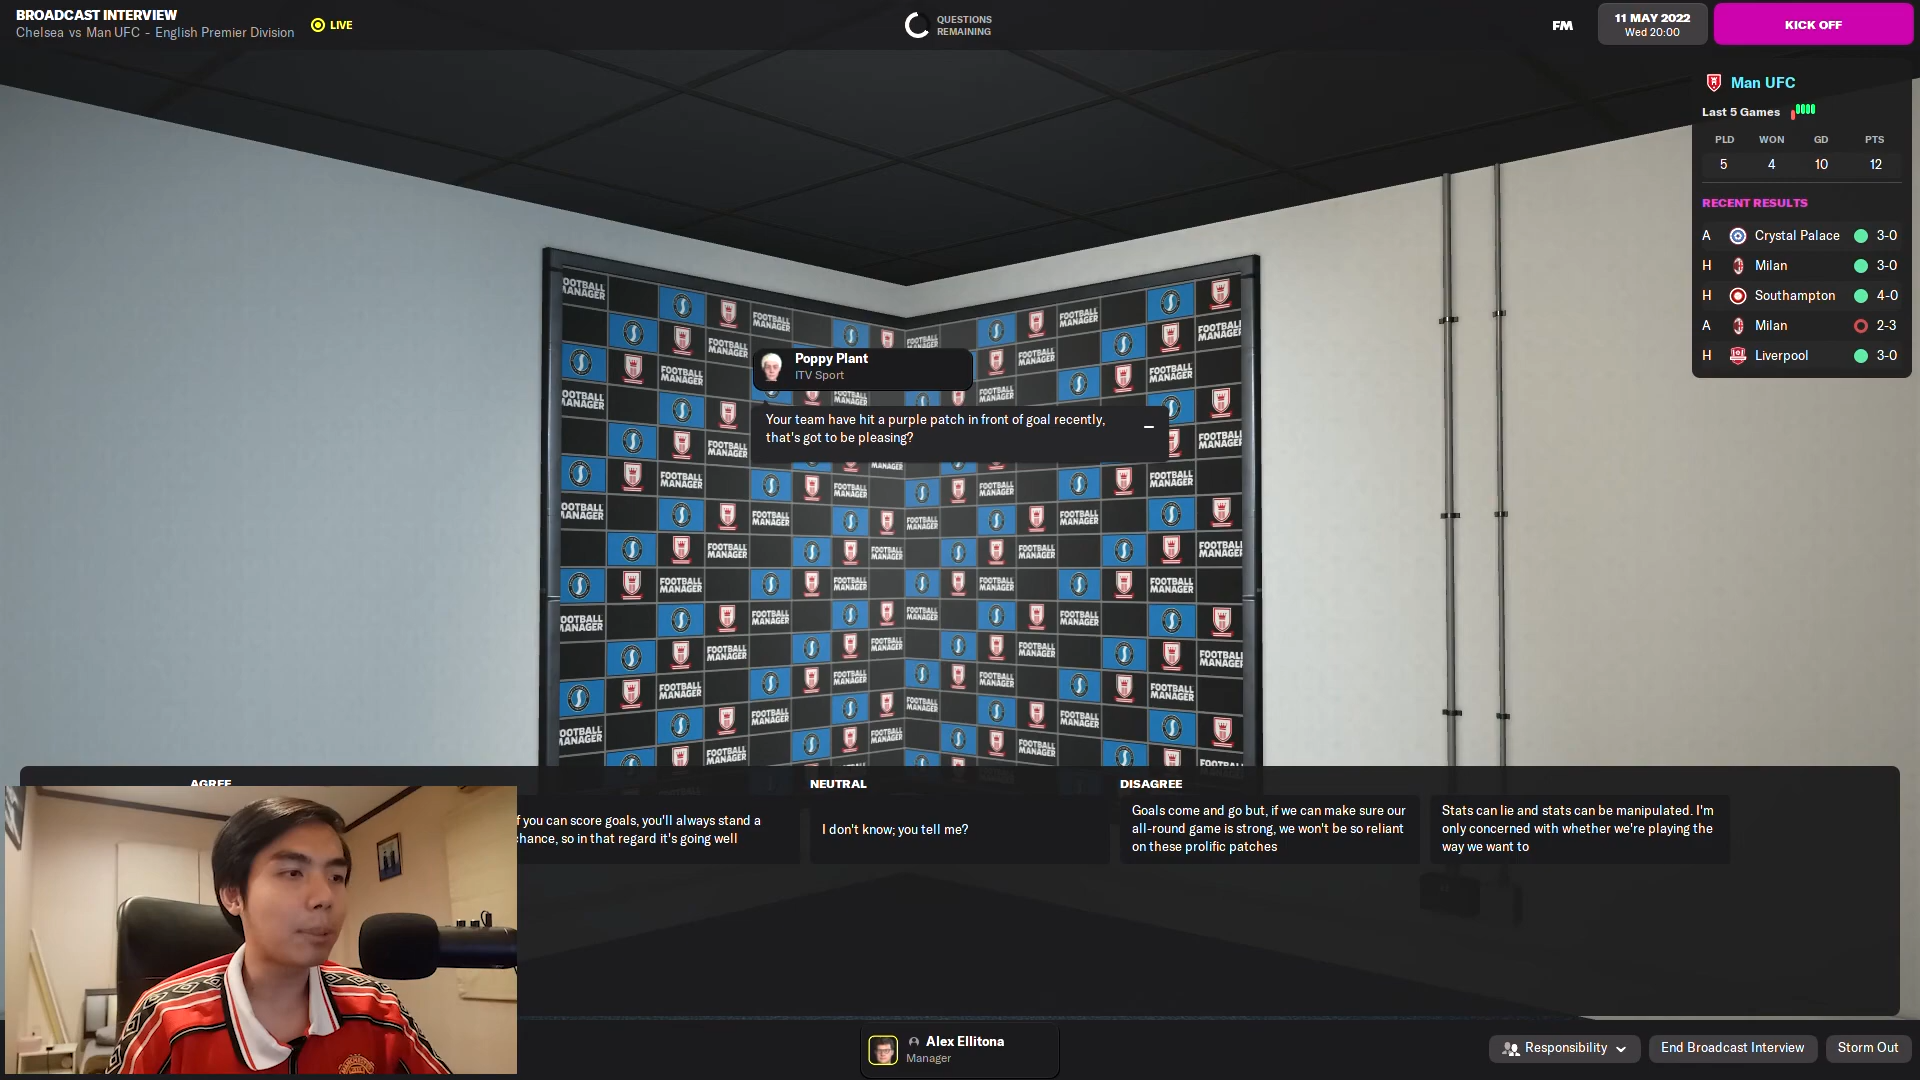 BROADCAST INTERVIEW
Chelsea vs Man UFC - English Premier Division
LIVE
QUESTIONS
REMAINING
FM
11 MAY 2022
Wed 20:00
KICK OFF
Man UFC
Last 5 Games
PLD WON GD PTS
5 4 10 12
RECENT RESULTS
A Crystal Palace 3-0
H Milan 3-0
H Southampton 4-0
A Milan 2-3
H Liverpool 3-0
FOOTBALL
MANAGER
Poppy Plant
ITV Sport
Your team have hit a purple patch in front of goal recently,
that's got to be pleasing?
AGREE
NEUTRAL
DISAGREE
f you can score goals, you'll always stand a
chance, so in that regard it's going well
I don't know; you tell me?
Goals come and go but, if we can make sure our
all-round game is strong, we won't be so reliant
on these prolific patches
Stats can lie and stats can be manipulated. I'm
only concerned with whether we're playing the
way we want to
Alex Ellitona
Manager
Responsibility
End Broadcast Interview
Storm Out